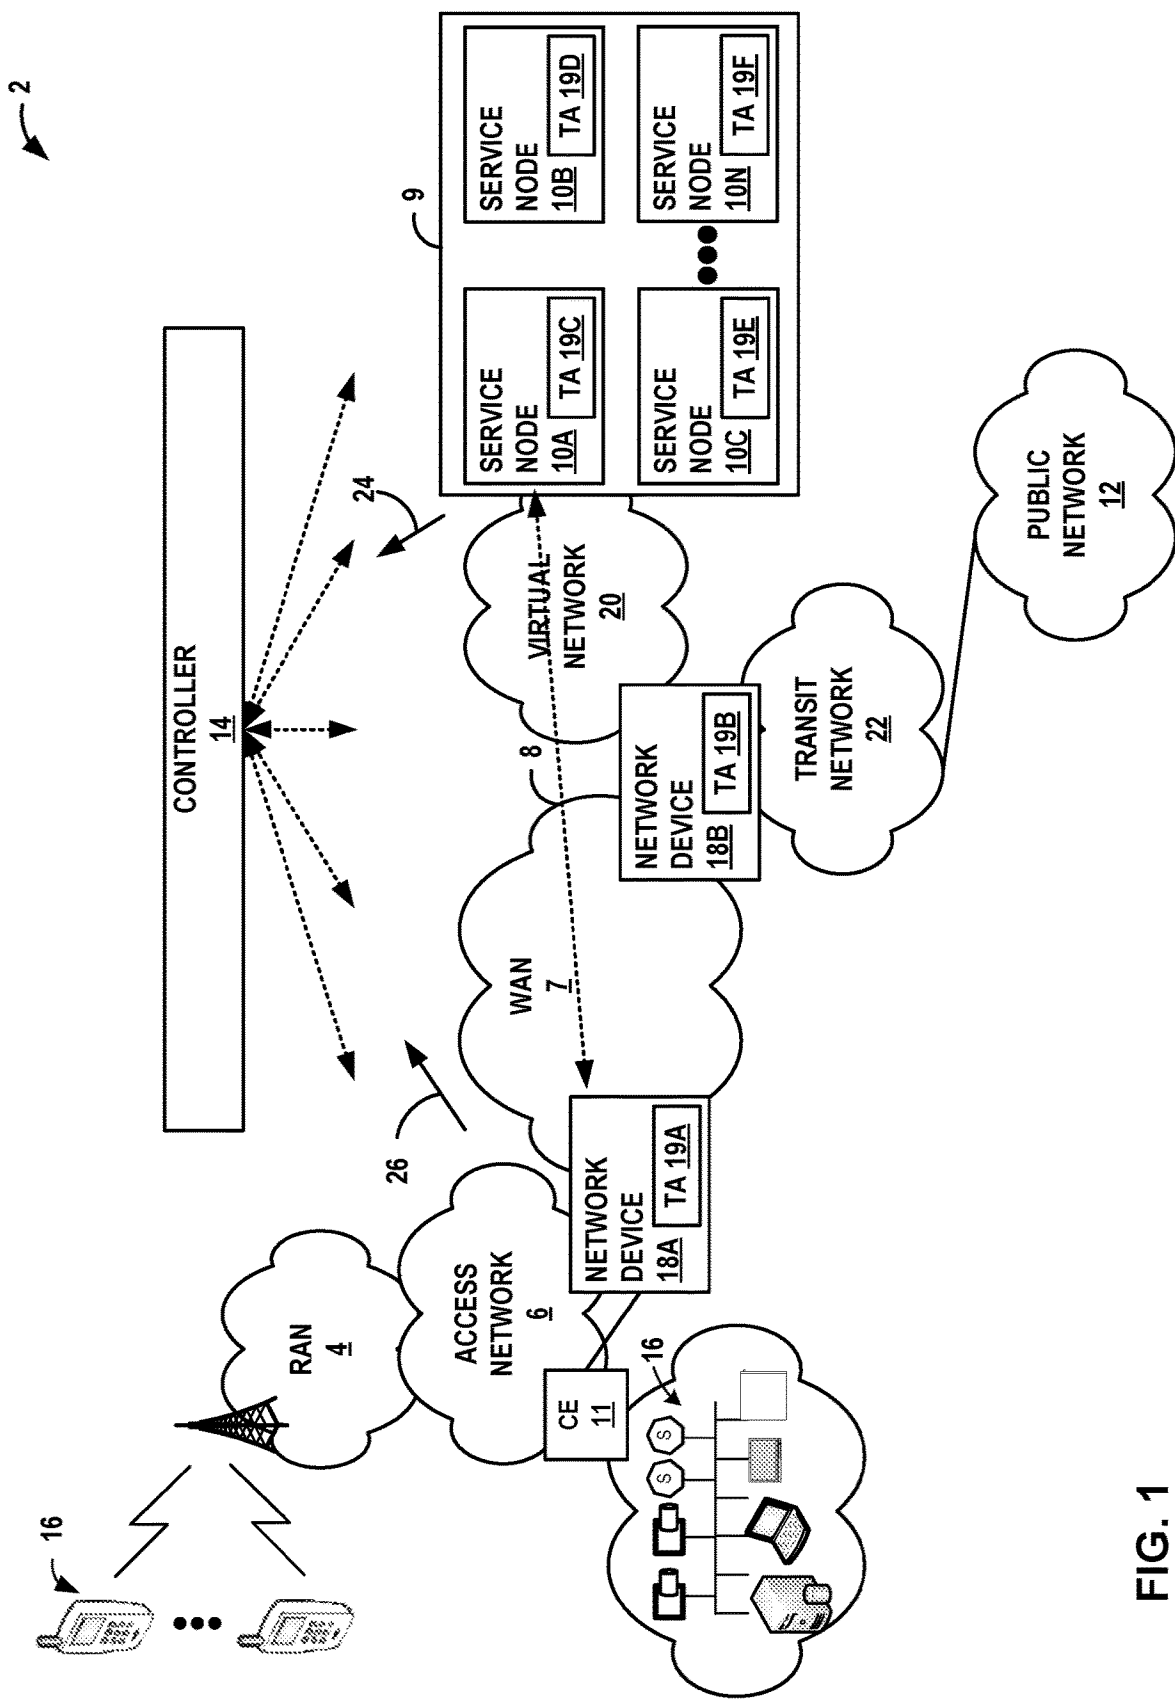 2
CONTROLLER
14
16
RAN
4
ACCESS
NETWORK
6
26
24
9
SERVICE
NODE
10A
TA 19C
SERVICE
NODE
10B
TA 19D
SERVICE
NODE
10C
TA 19E
SERVICE
NODE
10N
TA 19F
WAN
7
8
VIRTUAL
NETWORK
20
CE
11
NETWORK
DEVICE
18A
TA 19A
NETWORK
DEVICE
18B
TA 19B
16
S
S
TRANSIT
NETWORK
22
PUBLIC
NETWORK
12
FIG. 1